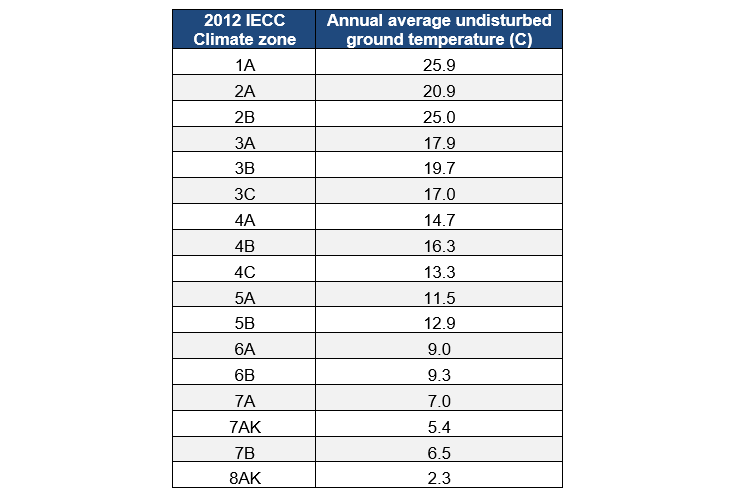 2012 IECC Climate zone | Annual average undisturbed ground temperature (C)
1A 25.9
2A 20.9
2B 25.0
3A 17.9
3B 19.7
3C 17.0
4A 14.7
4B 16.3
4C 13.3
5A 11.5
5B 12.9
6A 9.0
6B 9.3
7A 7.0
7AK 5.4
7B 6.5
8AK 2.3